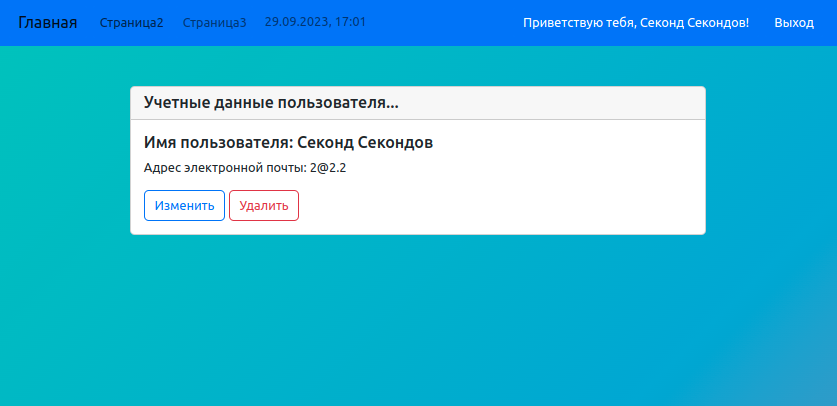 Главная Страница2 Страница3 29.09.2023, 17:01 Приветствую тебя, Секонд Секондов! Выход
Учетные данные пользователя...
Имя пользователя: Секонд Секондов
Адрес электронной почты: 2@2.2
Изменить Удалить